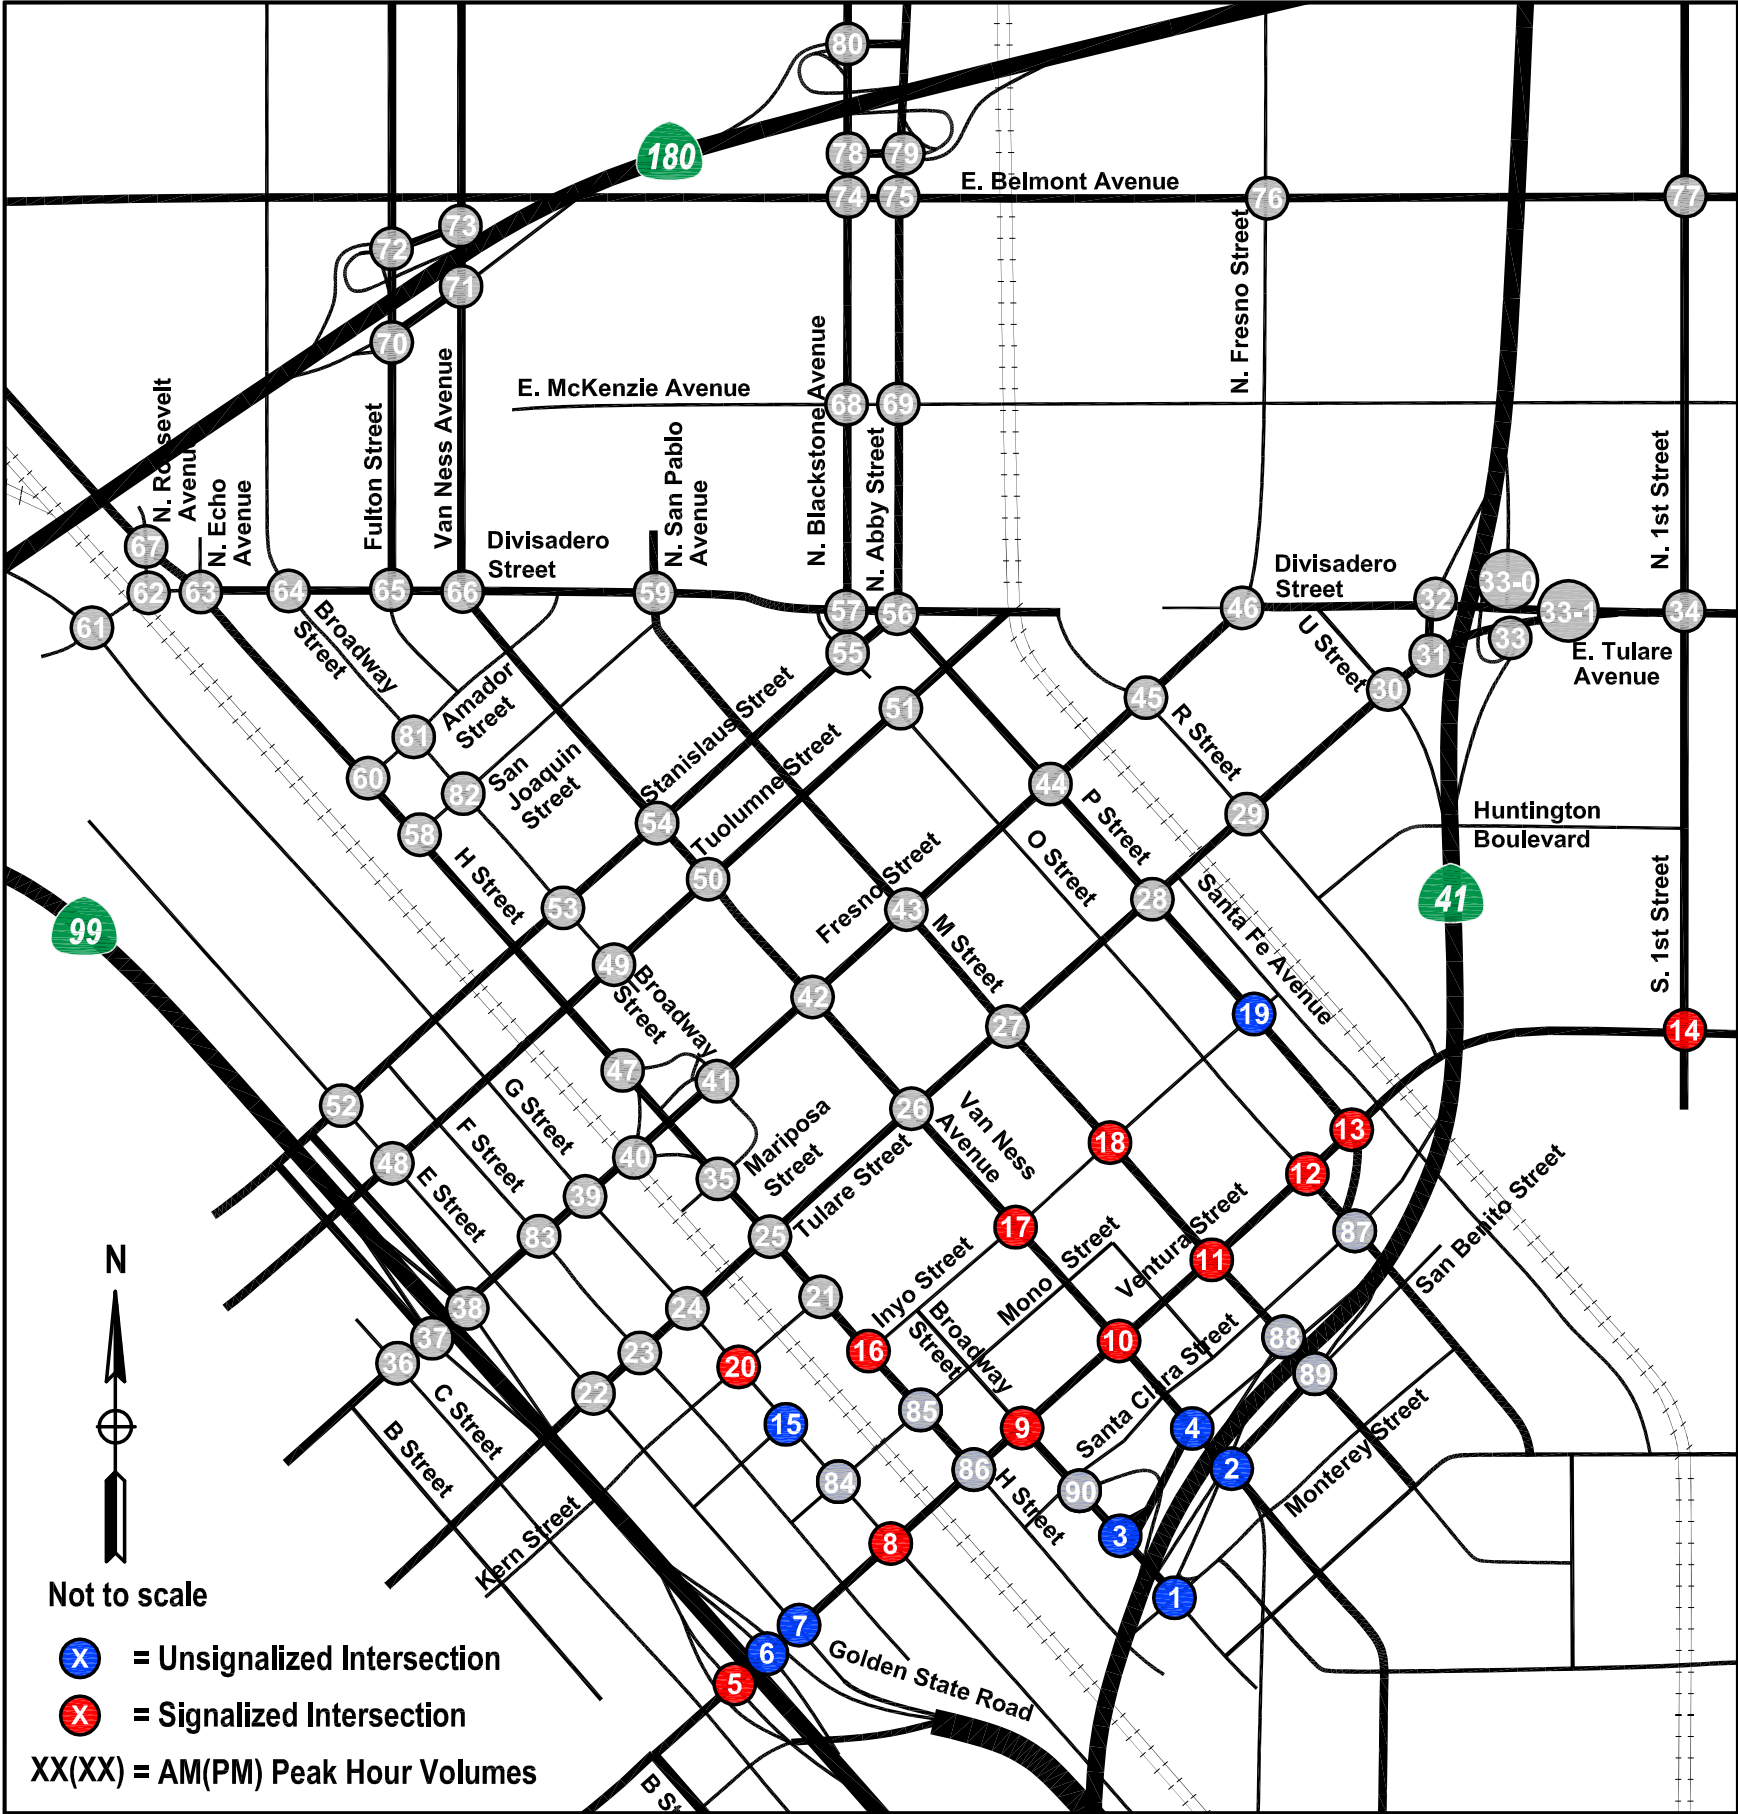 80
180
78
79
E. Belmont Avenue
74
75
76
77
73
72
71
70
N. Fresno Street
N. Blackstone Avenue
Van Ness Avenue
E. McKenzie Avenue
68
69
N. Roosevelt
Avenue
N. Echo
Avenue
Fulton Street
N. San Pablo
Avenue
N. Abby Street
N. 1st Street
67
62
63
64
65
66
Divisadero
Street
59
57
56
55
46
Divisadero
Street
32
33-0
33-1
34
33
31
30
E. Tulare
Avenue
U Street
61
Broadway
Street
Amador
Street
81
60
82
58
San
Joaquin
Street
Stanislaus Street
51
45
R Street
Tuolumne Street
54
44
29
P Street
Huntington
Boulevard
O Street
H Street
50
Fresno Street
53
43
28
M Street
Santa Fe Avenue
41
S. 1st Street
99
49
Broadway
Street
42
27
19
14
47
41
52
G Street
F Street
Mariposa
Street
26
Van Ness
Avenue
18
13
48
40
35
12
E Street
39
Tulare Street
83
25
17
87
San Benito Street
N
Inyo Street
Mono Street
Ventura Street
11
21
24
38
37
36
23
20
16
Broadway
Street
10
88
89
22
C Street
B Street
15
85
9
Santa Clara Street
4
2
Monterey Street
84
86
H Street
90
3
8
Kern Street
1
7
6
5
Golden State Road
Not to scale
X = Unsignalized Intersection
X = Signalized Intersection
XX(XX) = AM(PM) Peak Hour Volumes
B St